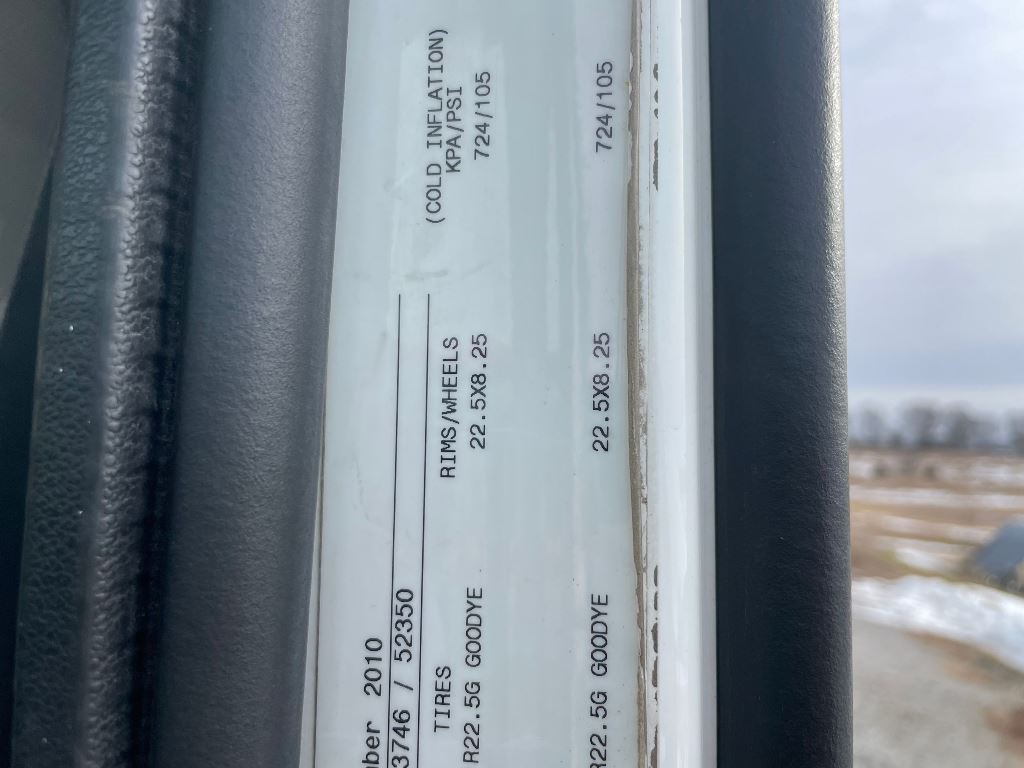 mber 2010
3746 / 52350
TIRES RIMS/WHEELS (COLD INFLATION) KPA/PSI
R22.5G GOODYE 22.5X8.25 724/105
R22.5G GOODYE 22.5X8.25 724/105